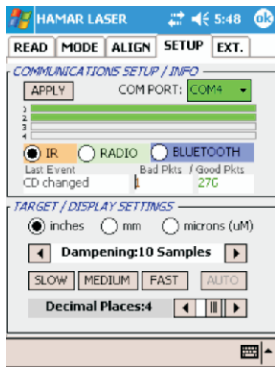 HAMAR LASER 5:48 ok
READ MODE ALIGN SETUP EXT.
COMMUNICATIONS SETUP / INFO
APPLY COM PORT: COM4
1
2
3
4
IR RADIO BLUETOOTH
Last Event Bad Pkts / Good Pkts
CD changed 1 276
TARGET / DISPLAY SETTINGS
inches mm microns (uM)
Dampening:10 Samples
SLOW MEDIUM FAST AUTO
Decimal Places:4